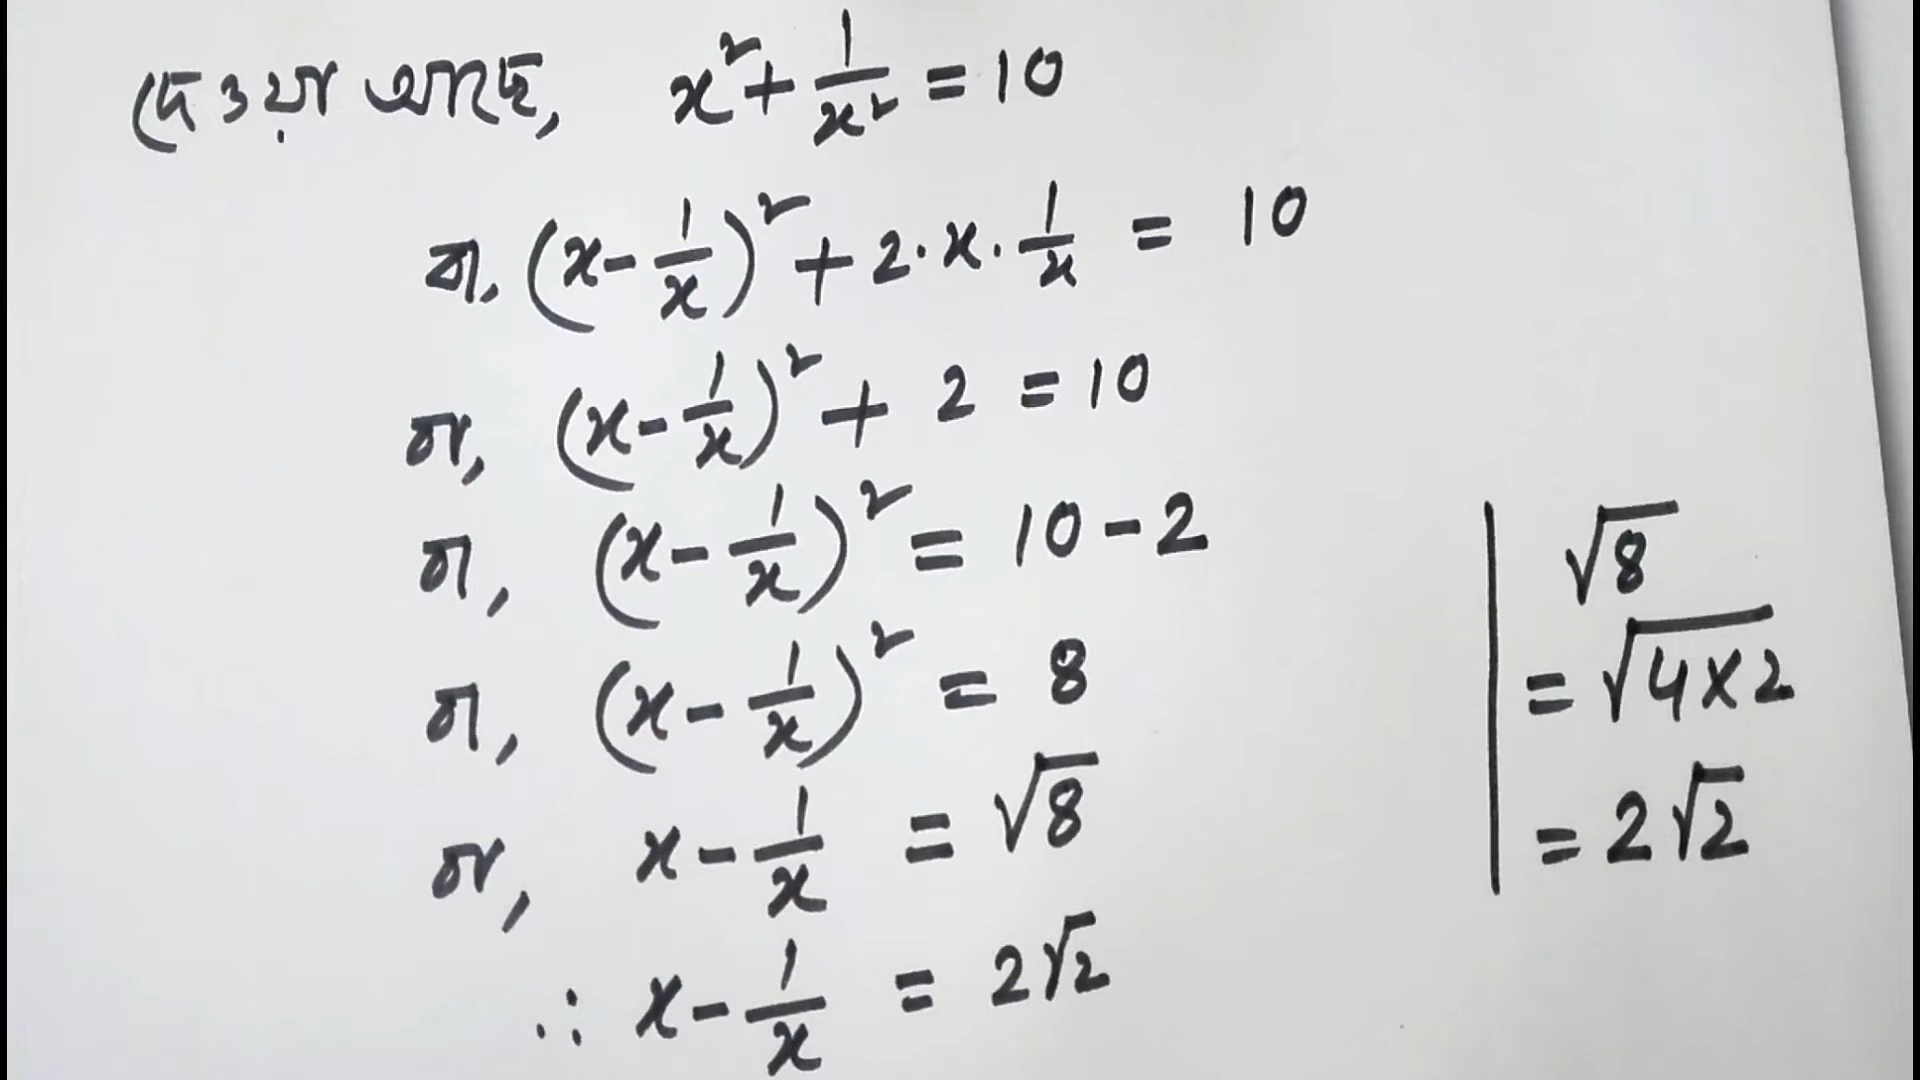 দেওয়া আছে, x² + 1/x² = 10
বা, (x - 1/x)² + 2·x·1/x = 10
বা, (x - 1/x)² + 2 = 10
বা, (x - 1/x)² = 10 - 2
বা, (x - 1/x)² = 8
বা, x - 1/x = √8
∴ x - 1/x = 2√2
√8
= √4×2
= 2√2